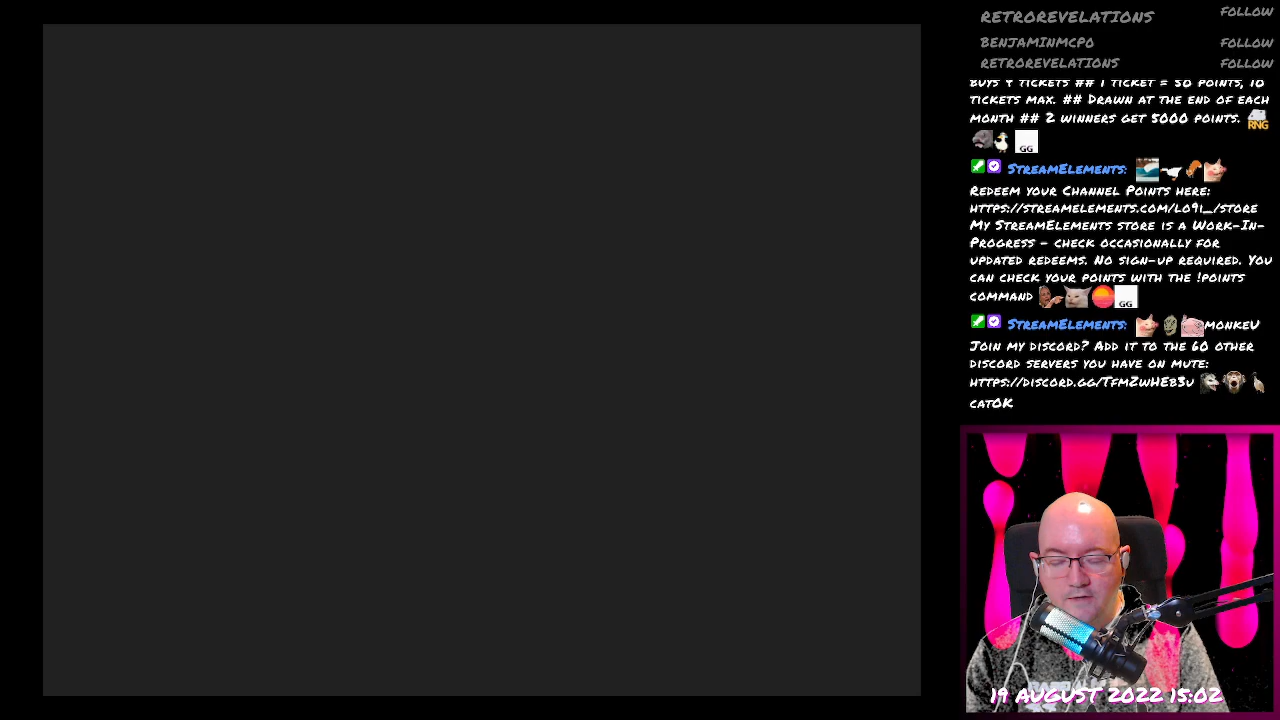 RETROREVELATIONS FOLLOW
BENJAMINMCPO FOLLOW
RETROREVELATIONS FOLLOW
BUYS 4 TICKETS ## 1 TICKET = 50 POINTS, 10
TICKETS MAX. ## DRAWN AT THE END OF EACH
MONTH ## 2 WINNERS GET 5000 POINTS. RNG
GG
STREAMELEMENTS:
REDEEM YOUR CHANNEL POINTS HERE:
HTTPS://STREAMELEMENTS.COM/LO9I_/STORE
MY STREAMELEMENTS STORE IS A WORK-IN-
PROGRESS - CHECK OCCASIONALLY FOR
UPDATED REDEEMS. NO SIGN-UP REQUIRED. YOU
CAN CHECK YOUR POINTS WITH THE !POINTS
COMMAND GG
STREAMELEMENTS: MONKEU
JOIN MY DISCORD? ADD IT TO THE 60 OTHER
DISCORD SERVERS YOU HAVE ON MUTE:
HTTPS://DISCORD.GG/TFMZWHEB3U
CATOK
19 AUGUST 2022 15:02